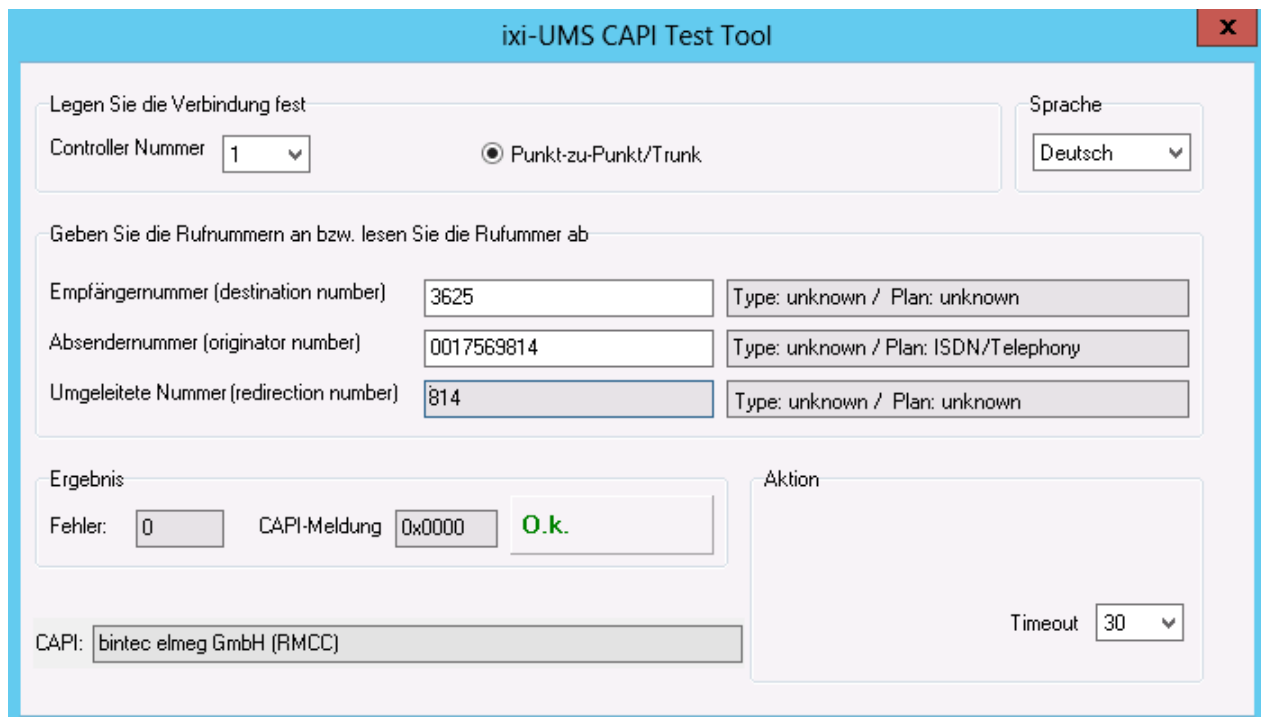 ixi-UMS CAPI Test Tool
x
Legen Sie die Verbindung fest
Controller Nummer 1 Punkt-zu-Punkt/Trunk
Sprache
Deutsch
Geben Sie die Rufnummern an bzw. lesen Sie die Rufummer ab
Empfängernummer (destination number) 3625 Type: unknown / Plan: unknown
Absendernummer (originator number) 0017569814 Type: unknown / Plan: ISDN/Telephony
Umgeleitete Nummer (redirection number) 814 Type: unknown / Plan: unknown
Ergebnis
Fehler: 0 CAPI-Meldung 0x0000 O.k.
Aktion
Timeout 30
CAPI: bintec elmeg GmbH (RMCC)